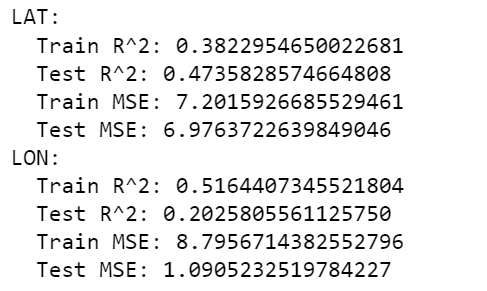 LAT:
Train R^2: 0.3822954650022681
Test R^2: 0.4735828574664808
Train MSE: 7.2015926685529461
Test MSE: 6.9763722639849046
LON:
Train R^2: 0.5164407345521804
Test R^2: 0.2025805561125750
Train MSE: 8.7956714382552796
Test MSE: 1.0905232519784227